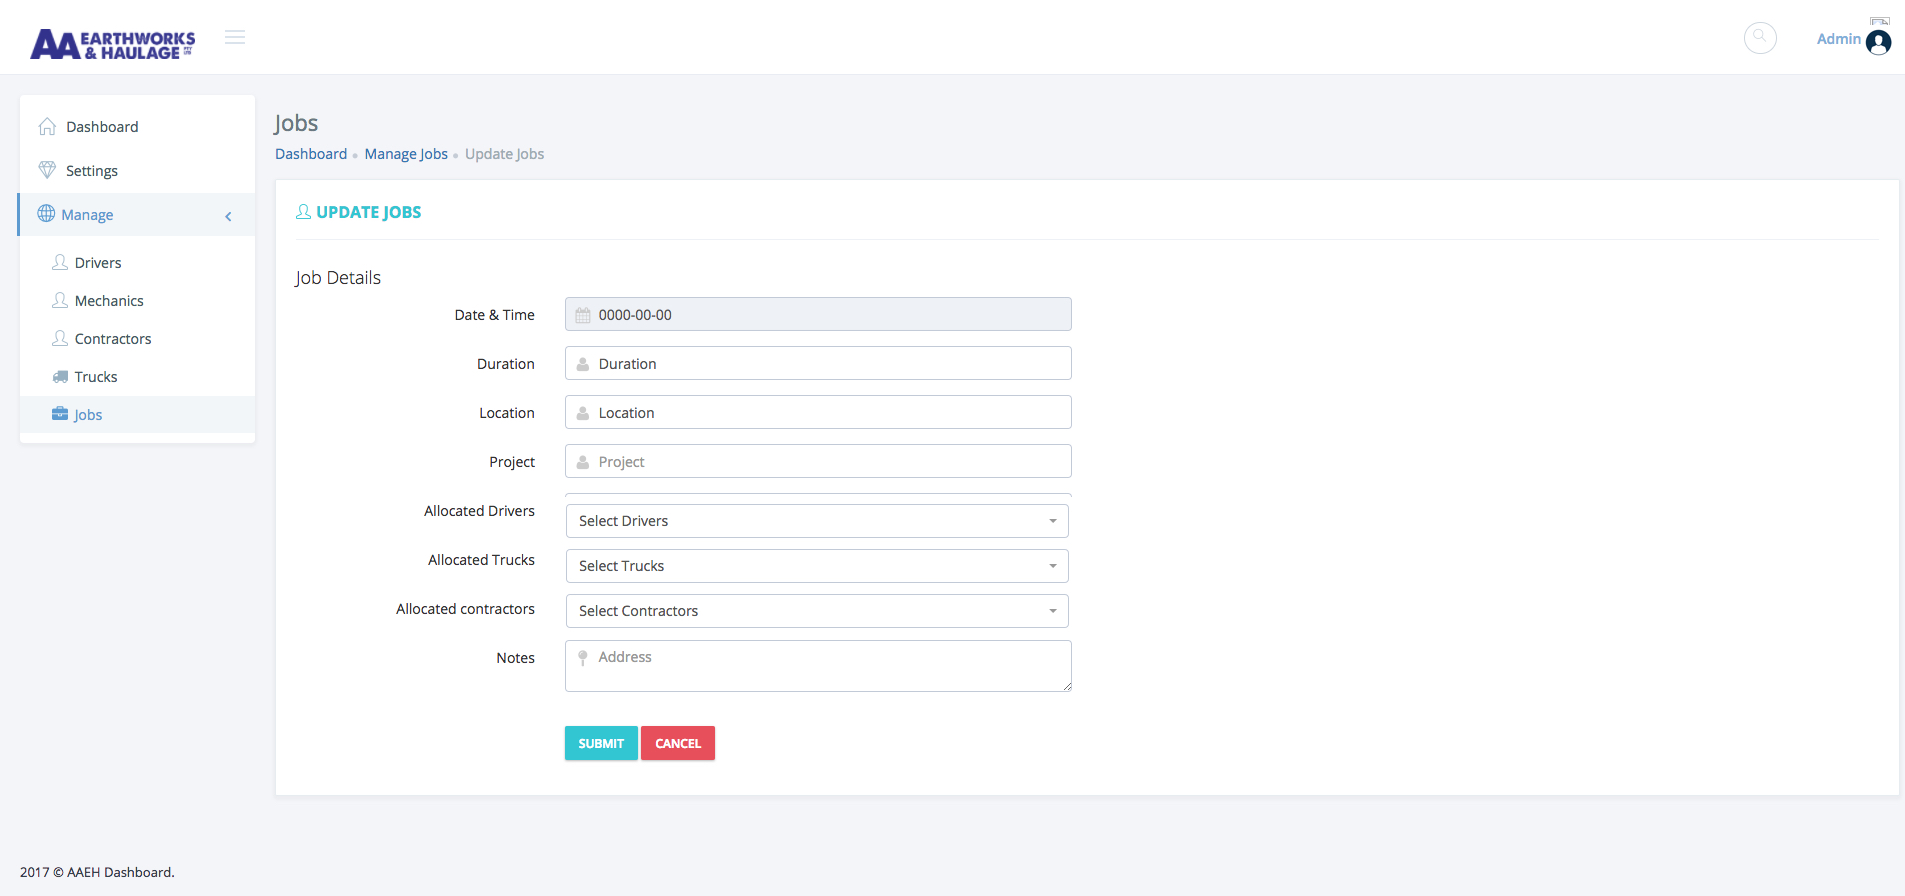 AA EARTHWORKS
& HAULAGE PTY LTD
Admin
Dashboard
Settings
Manage
Drivers
Mechanics
Contractors
Trucks
Jobs
Jobs
Dashboard • Manage Jobs • Update Jobs
UPDATE JOBS
Job Details
Date & Time 0000-00-00
Duration Duration
Location Location
Project Project
Allocated Drivers Select Drivers
Allocated Trucks Select Trucks
Allocated contractors Select Contractors
Notes Address
SUBMIT CANCEL
2017 © AAEH Dashboard.